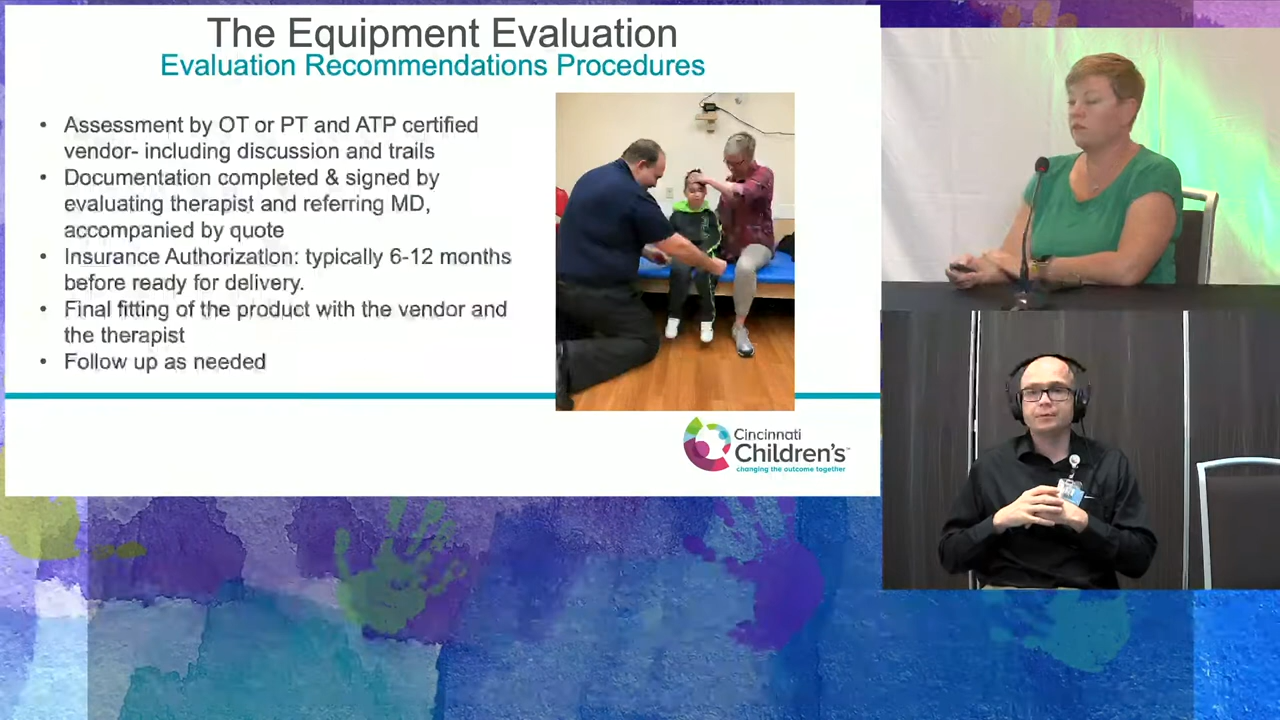 The Equipment Evaluation
Evaluation Recommendations Procedures
• Assessment by OT or PT and ATP certified
vendor- including discussion and trails
• Documentation completed & signed by
evaluating therapist and referring MD,
accompanied by quote
• Insurance Authorization: typically 6-12 months
before ready for delivery.
• Final fitting of the product with the vendor and
the therapist
• Follow up as needed
Cincinnati
Children's™
changing the outcome together